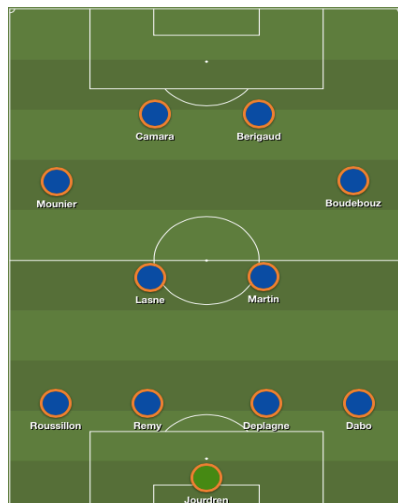 Camara
Berigaud
Mounier
Boudebouz
Lasne
Martin
Roussillon
Remy
Deplagne
Dabo
Jourdren